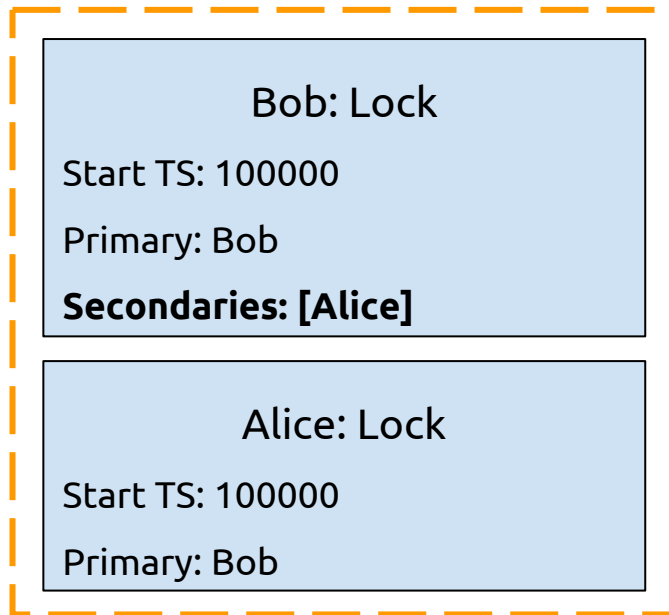 Bob: Lock
Start TS: 100000
Primary: Bob
Secondaries: [Alice]
Alice: Lock
Start TS: 100000
Primary: Bob